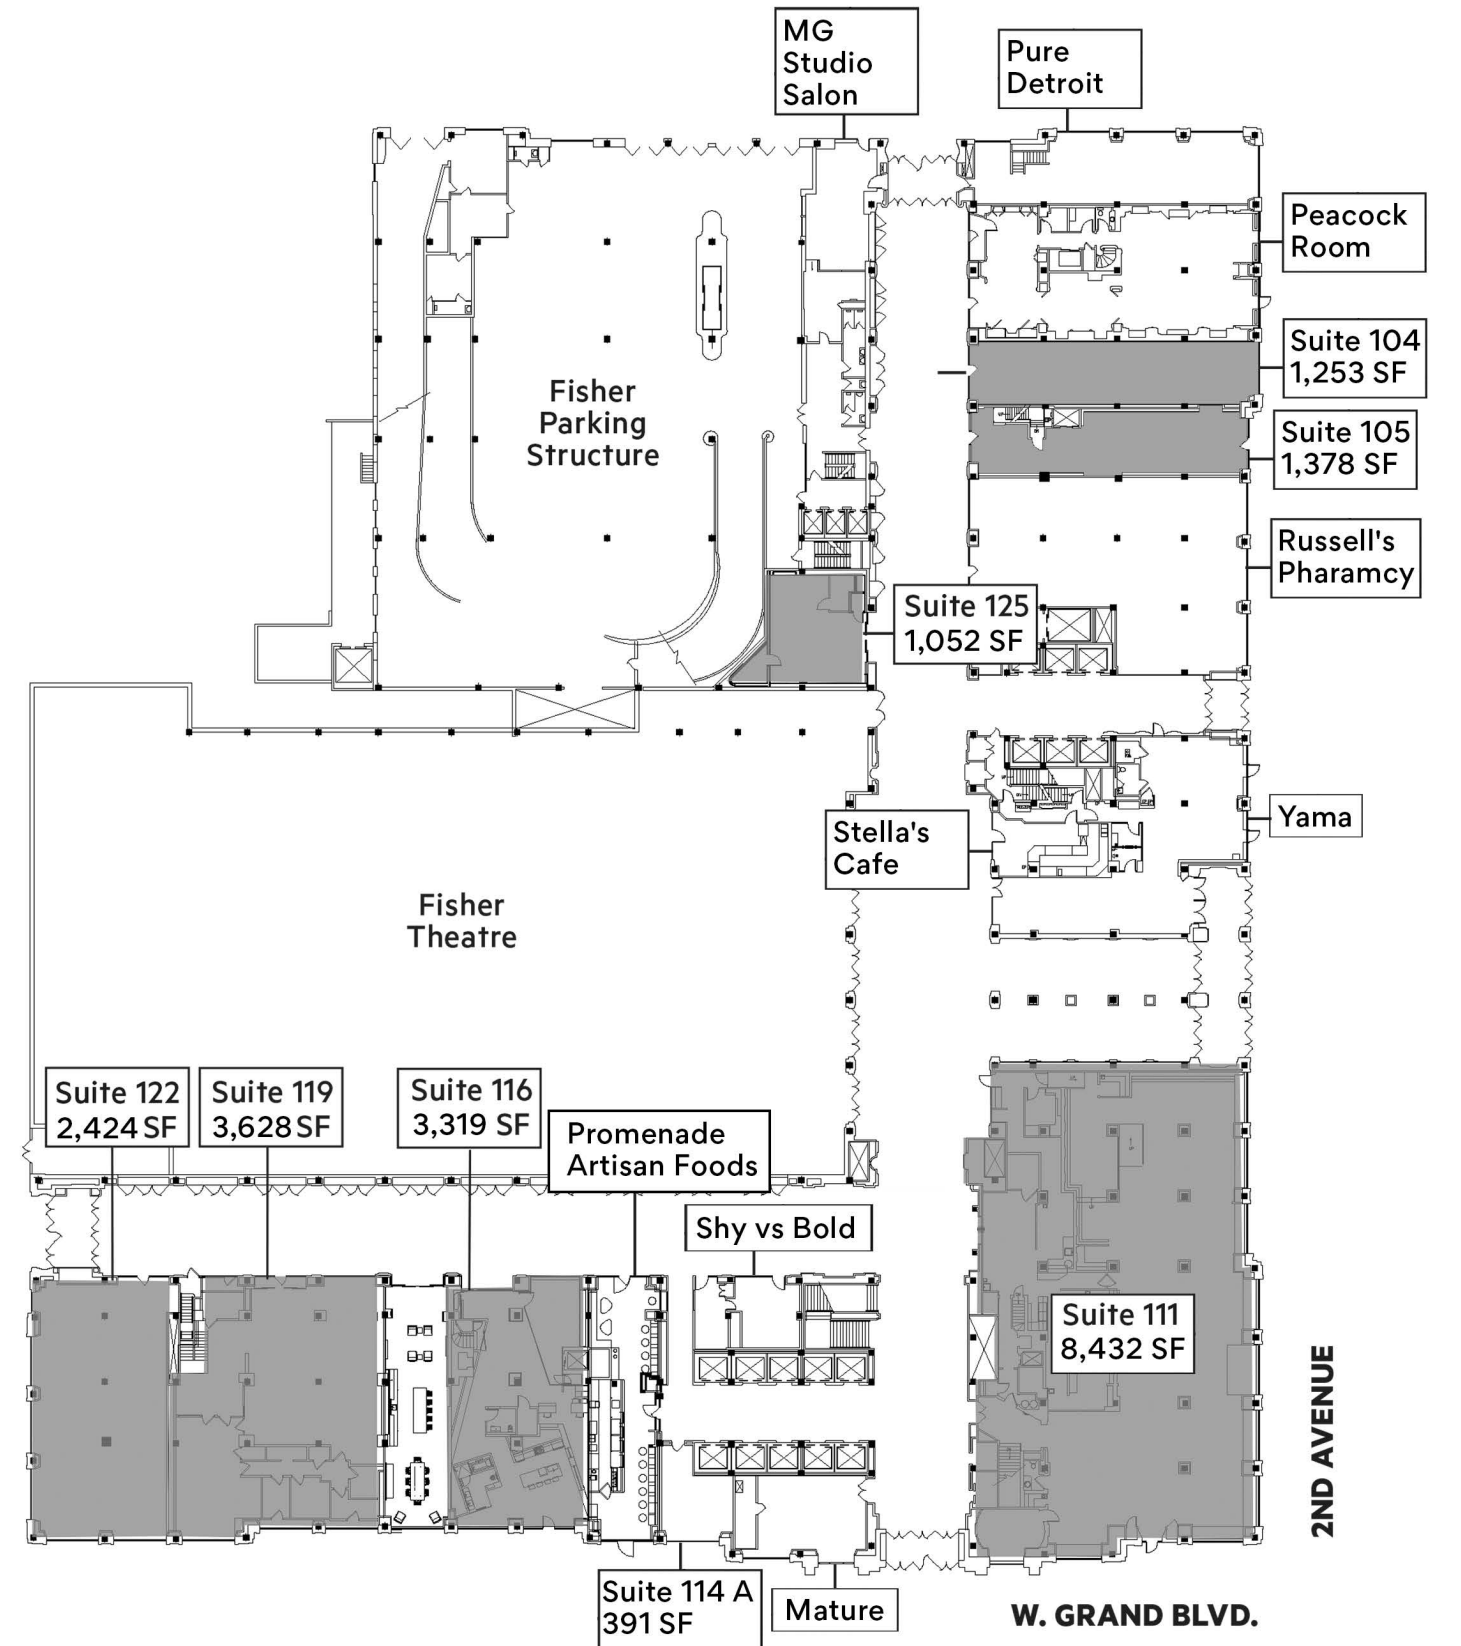 MG
Studio
Salon
Pure
Detroit
Peacock
Room
Suite 104
1,253 SF
Fisher
Parking
Structure
Suite 105
1,378 SF
Russell's
Pharamcy
Suite 125
1,052 SF
Yama
Stella's
Cafe
Fisher
Theatre
Suite 122
2,424 SF
Suite 119
3,628 SF
Suite 116
3,319 SF
Promenade
Artisan Foods
Shy vs Bold
Suite 111
8,432 SF
2ND AVENUE
Suite 114 A
391 SF
Mature
W. GRAND BLVD.